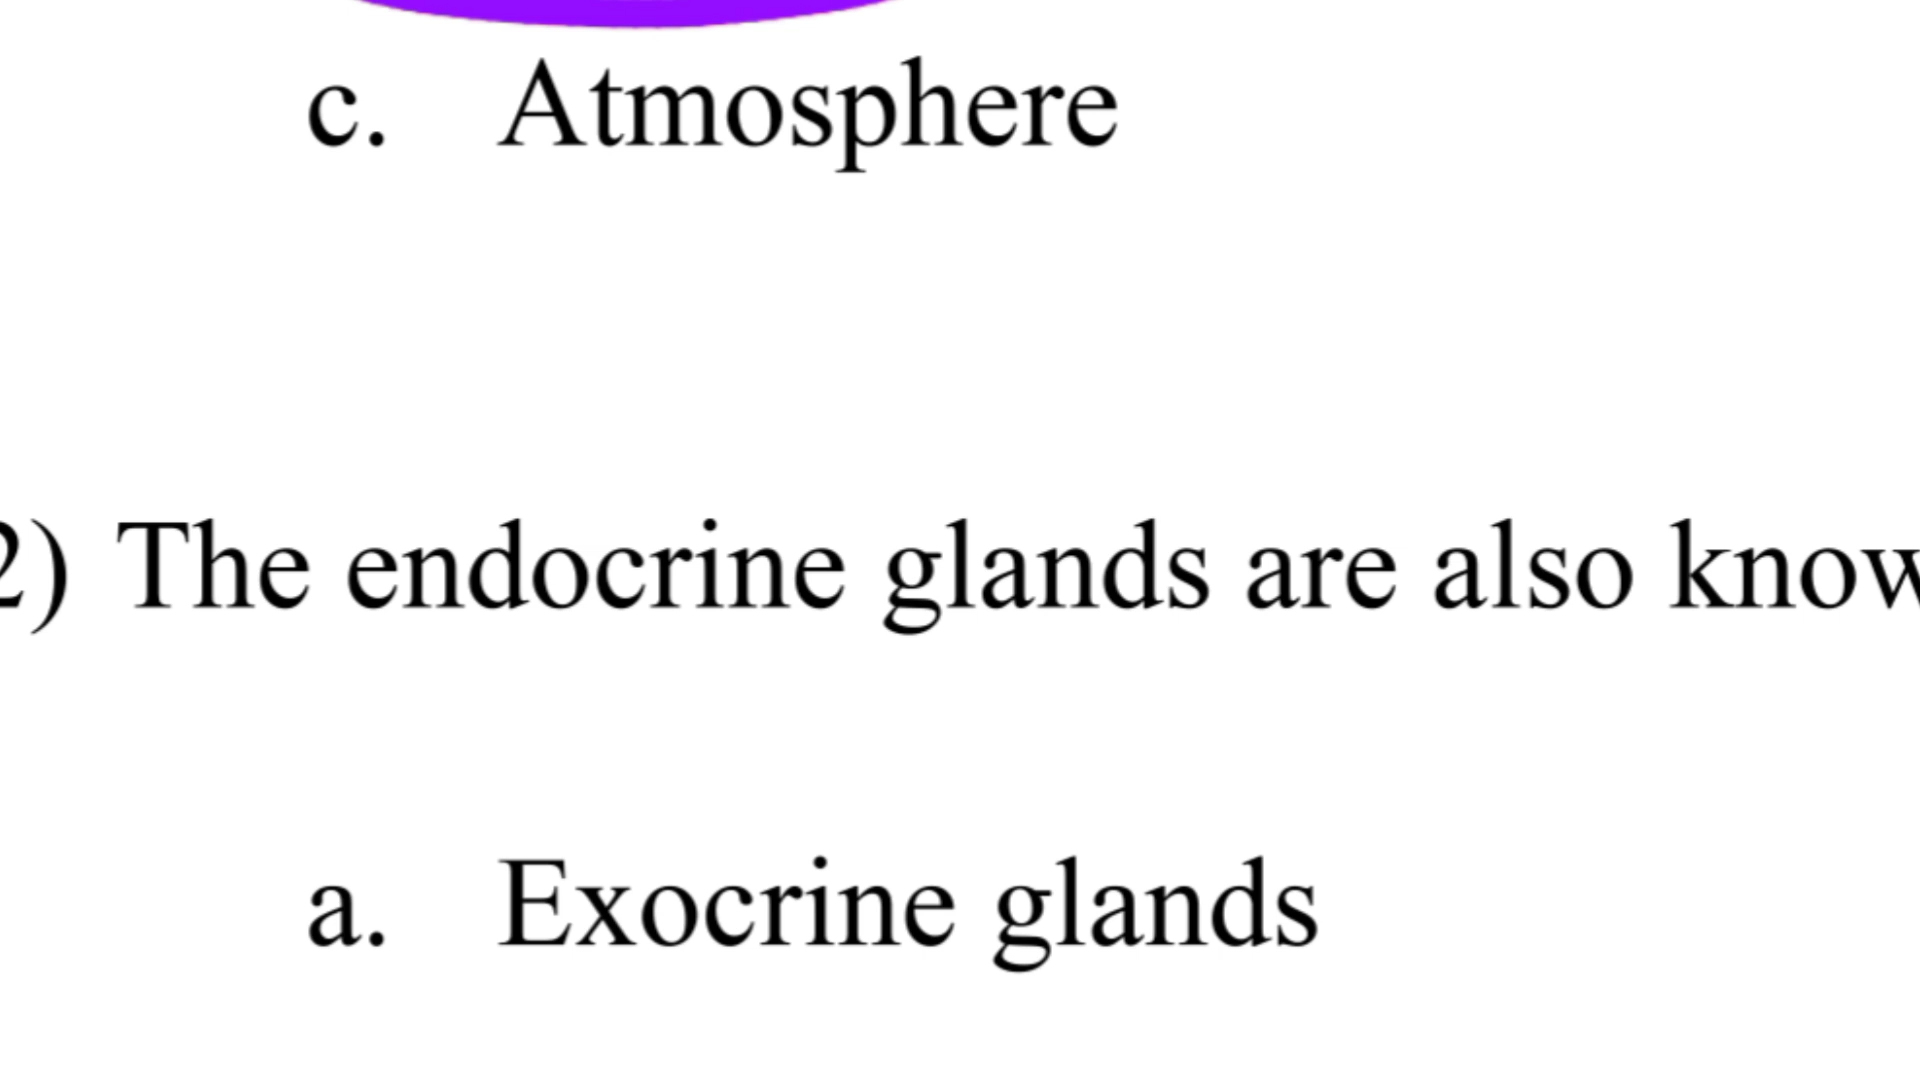 c. Atmosphere
2) The endocrine glands are also know
a. Exocrine glands